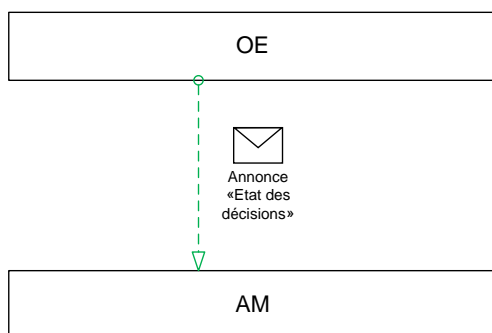 OE
Annonce
«Etat des
décisions»
AM